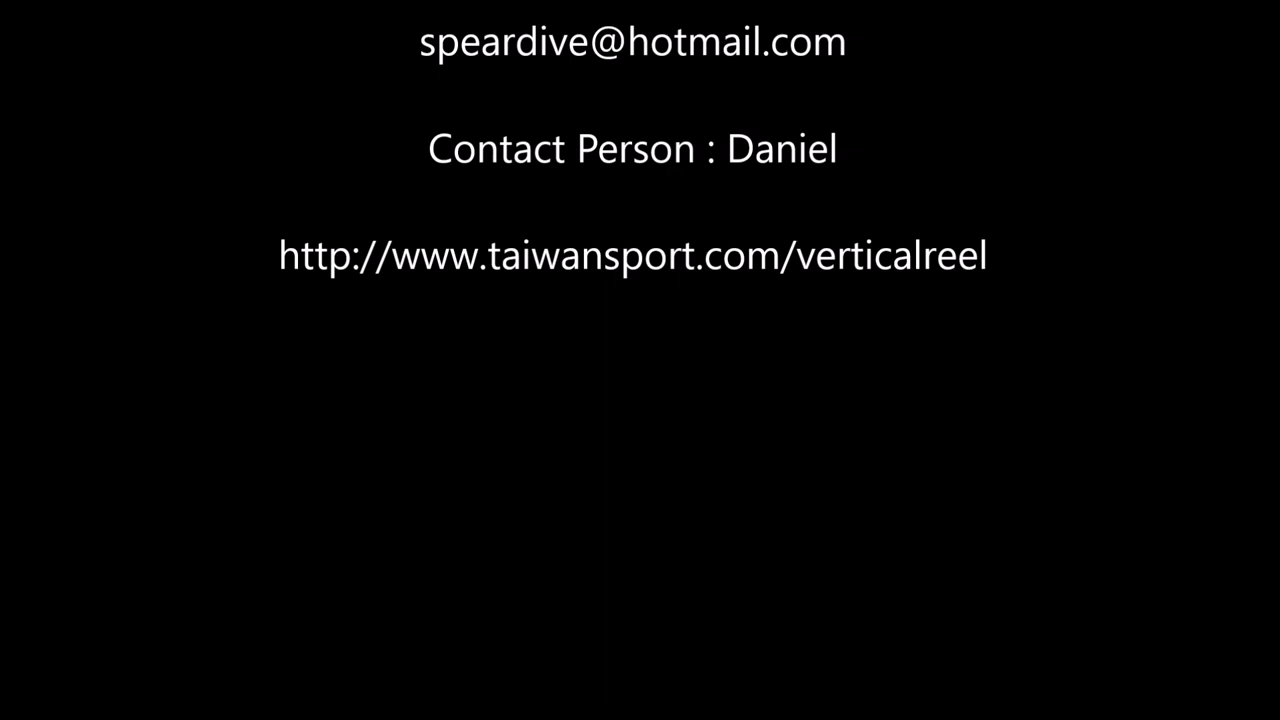 speardive@hotmail.com
Contact Person : Daniel
http://www.taiwansport.com/verticalreel